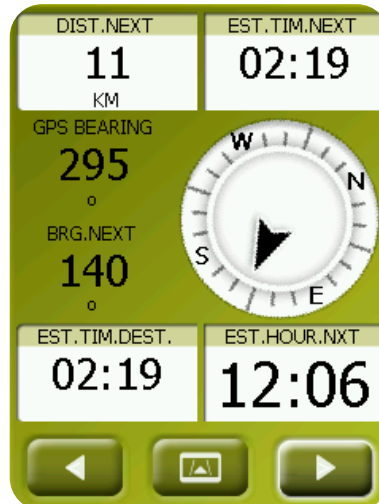 DIST.NEXT
11
KM
EST.TIM.NEXT
02:19
GPS BEARING
295
o
BRG.NEXT
140
o
W
N
S
E
EST.TIM.DEST.
02:19
EST.HOUR.NXT
12:06